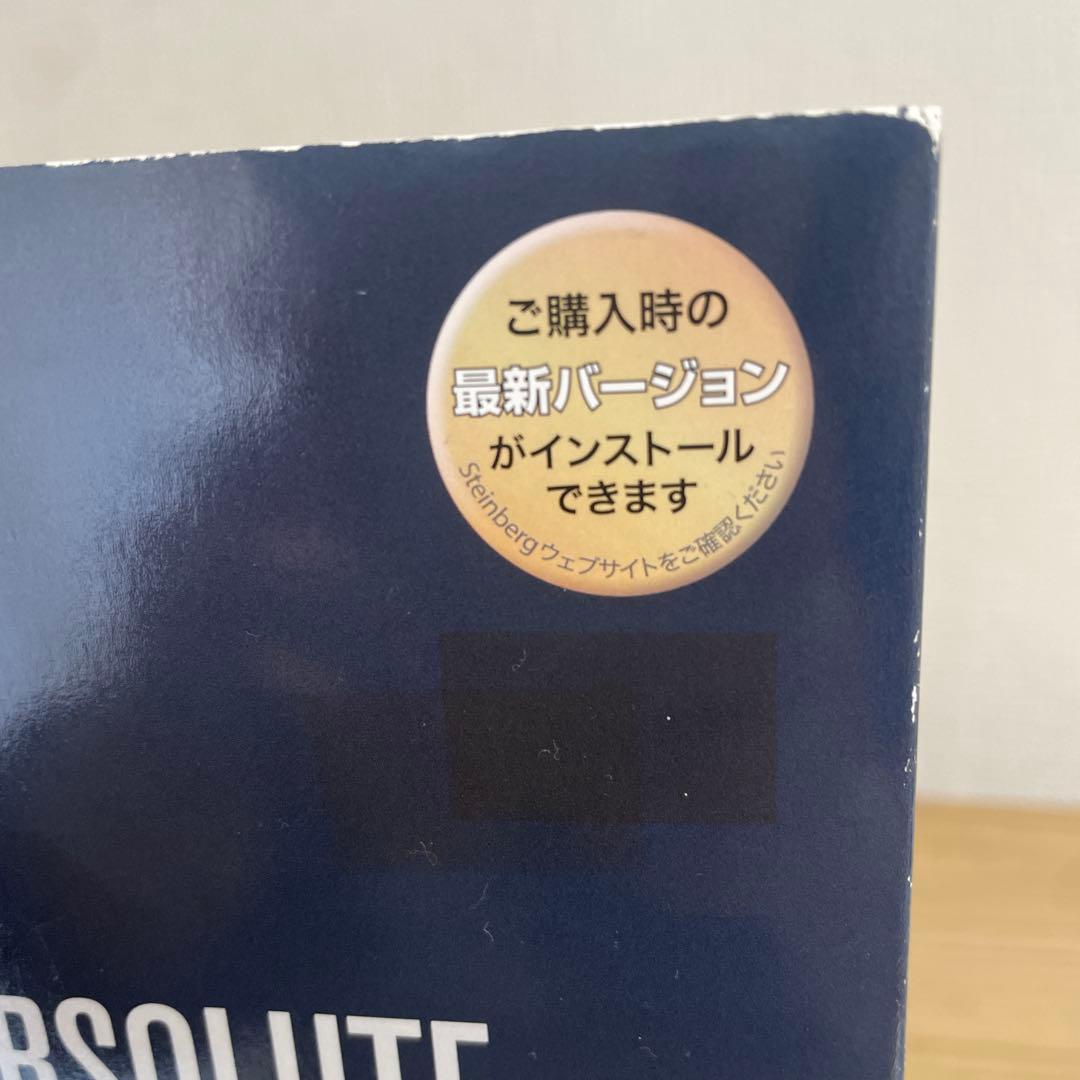 ご購入時の
最新バージョン
がインストール
できます
Steinbergウェブサイトをご確認ください
BSOLUTE